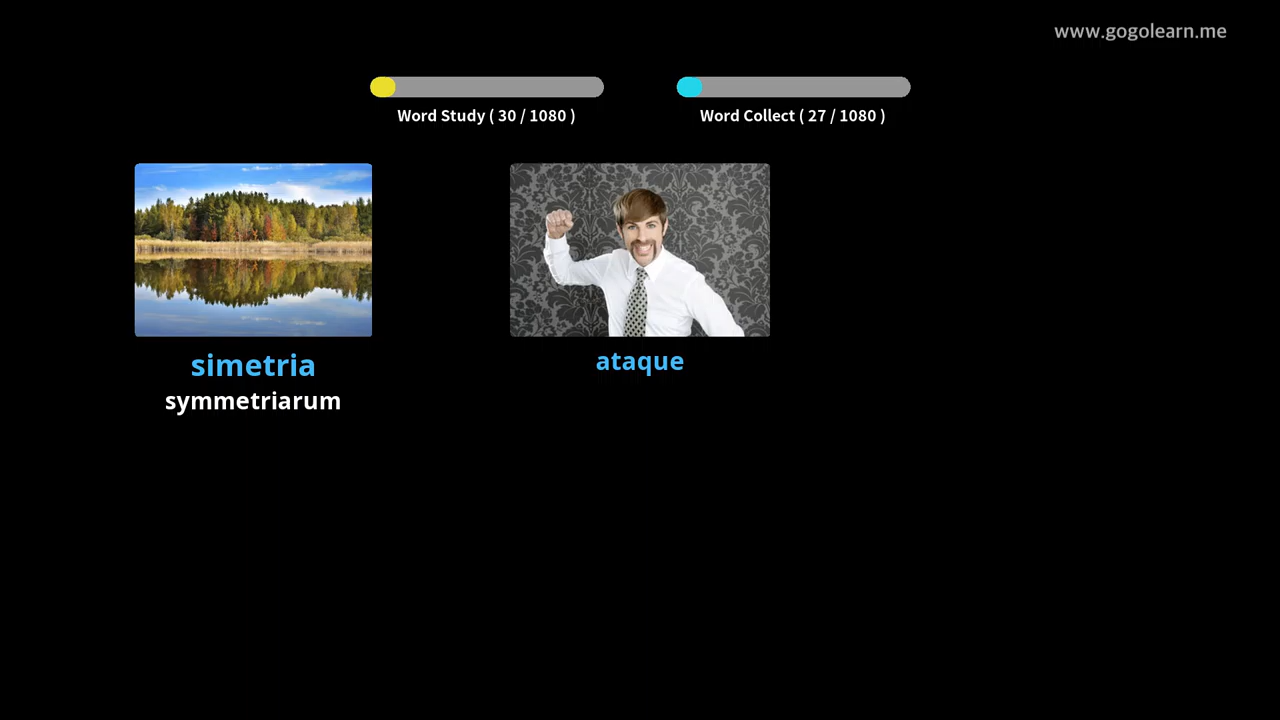 www.gogolearn.me
Word Study ( 30 / 1080 )
Word Collect ( 27 / 1080 )
simetria
symmetriarum
ataque